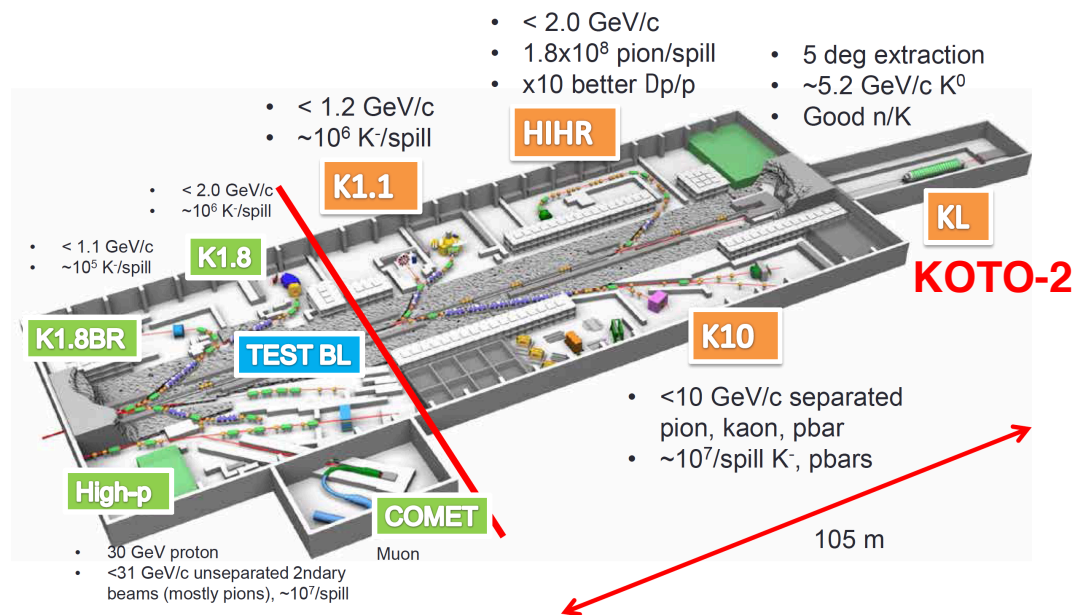 • < 2.0 GeV/c
• 1.8x10⁸ pion/spill
• x10 better Dp/p
• 5 deg extraction
• ~5.2 GeV/c K⁰
• Good n/K
• < 1.2 GeV/c
• ~10⁶ K⁻/spill
HIHR
K1.1
• < 2.0 GeV/c
• ~10⁶ K⁻/spill
KL
• < 1.1 GeV/c
• ~10⁵ K⁻/spill
K1.8
KOTO-2
K1.8BR
TEST BL
K10
• <10 GeV/c separated
pion, kaon, pbar
• ~10⁷/spill K⁻, pbars
High-p
COMET
105 m
• 30 GeV proton
• <31 GeV/c unseparated 2ndary
beams (mostly pions), ~10⁷/spill
Muon